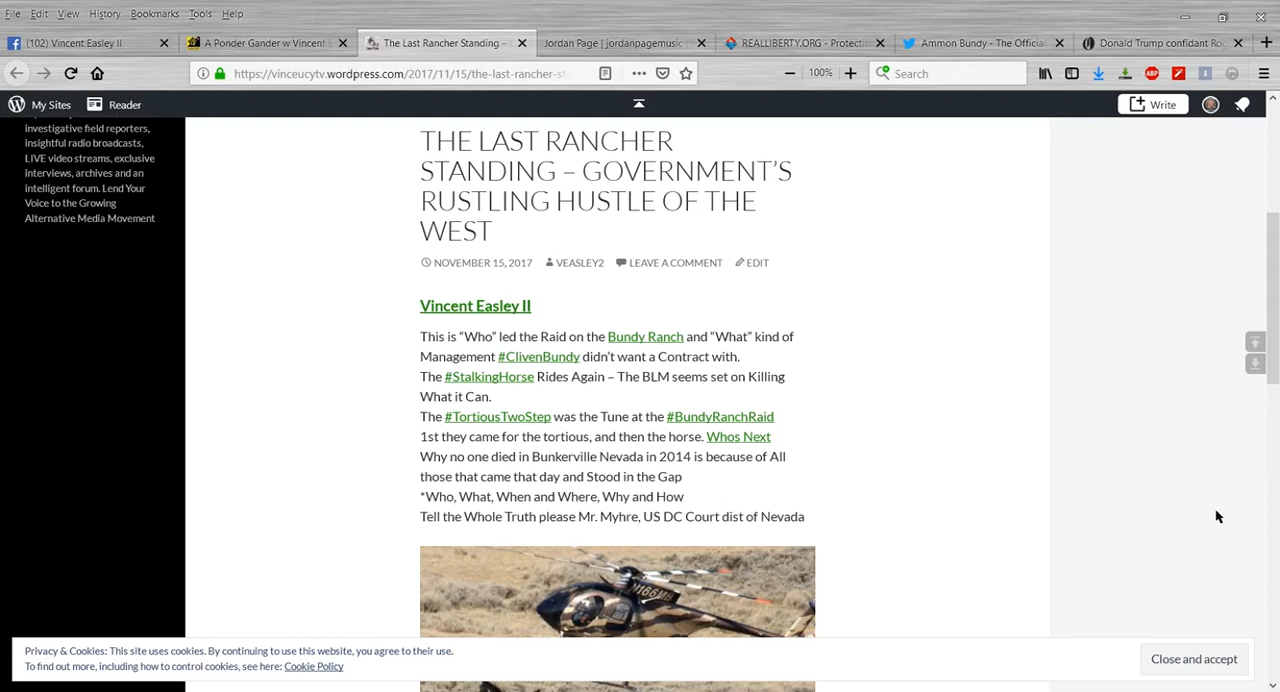 File Edit View History Bookmarks Tools Help
(102) Vincent Easley II
A Ponder Gander w Vincent
The Last Rancher Standing –
Jordan Page | jordanpagemusic
REALLIBERTY.ORG - Protectin
Ammon Bundy - The Official
Donald Trump confidant Ro
https://vinceucytv.wordpress.com/2017/11/15/the-last-rancher-st
100%
Search
ABP
My Sites Reader
Write
investigative field reporters,
insightful radio broadcasts,
LIVE video streams, exclusive
interviews, archives and an
intelligent forum. Lend Your
Voice to the Growing
Alternative Media Movement
THE LAST RANCHER
STANDING – GOVERNMENT'S
RUSTLING HUSTLE OF THE
WEST
NOVEMBER 15, 2017 VEASLEY2 LEAVE A COMMENT EDIT
Vincent Easley II
This is “Who” led the Raid on the Bundy Ranch and “What” kind of
Management #ClivenBundy didn’t want a Contract with.
The #StalkingHorse Rides Again – The BLM seems set on Killing
What it Can.
The #TortiousTwoStep was the Tune at the #BundyRanchRaid
1st they came for the tortious, and then the horse. Whos Next
Why no one died in Bunkerville Nevada in 2014 is because of All
those that came that day and Stood in the Gap
*Who, What, When and Where, Why and How
Tell the Whole Truth please Mr. Myhre, US DC Court dist of Nevada
N166MB
Privacy & Cookies: This site uses cookies. By continuing to use this website, you agree to their use.
To find out more, including how to control cookies, see here: Cookie Policy
Close and accept